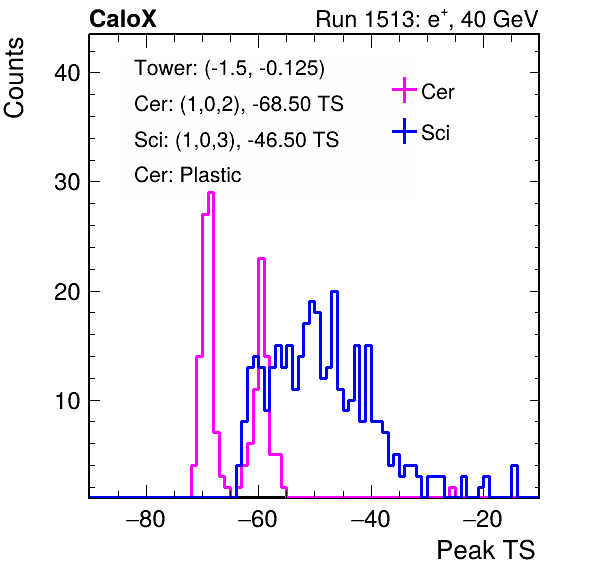 CaloX Run 1513: e⁺, 40 GeV
Counts
Tower: (-1.5, -0.125)
Cer: (1,0,2), -68.50 TS
Sci: (1,0,3), -46.50 TS
Cer: Plastic
Cer
Sci
40
30
20
10
−80 −60 −40 −20
Peak TS